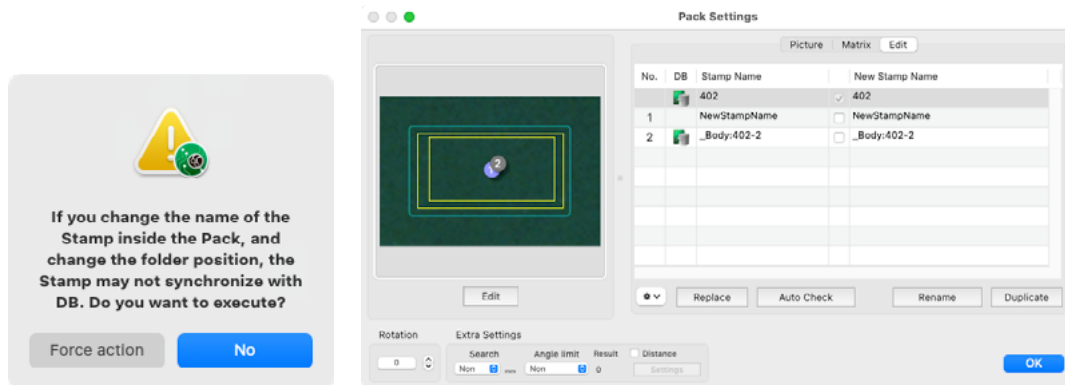 If you change the name of the
Stamp inside the Pack, and
change the folder position, the
Stamp may not synchronize with
DB. Do you want to execute?
Force action
No
Pack Settings
Picture Matrix Edit
No. DB Stamp Name New Stamp Name
402 402
1 NewStampName NewStampName
2 _Body:402-2 _Body:402-2
2
Edit
Replace Auto Check Rename Duplicate
Rotation Extra Settings
Search Angle limit Result Distance
0 Non mm Non 0 Settings
OK